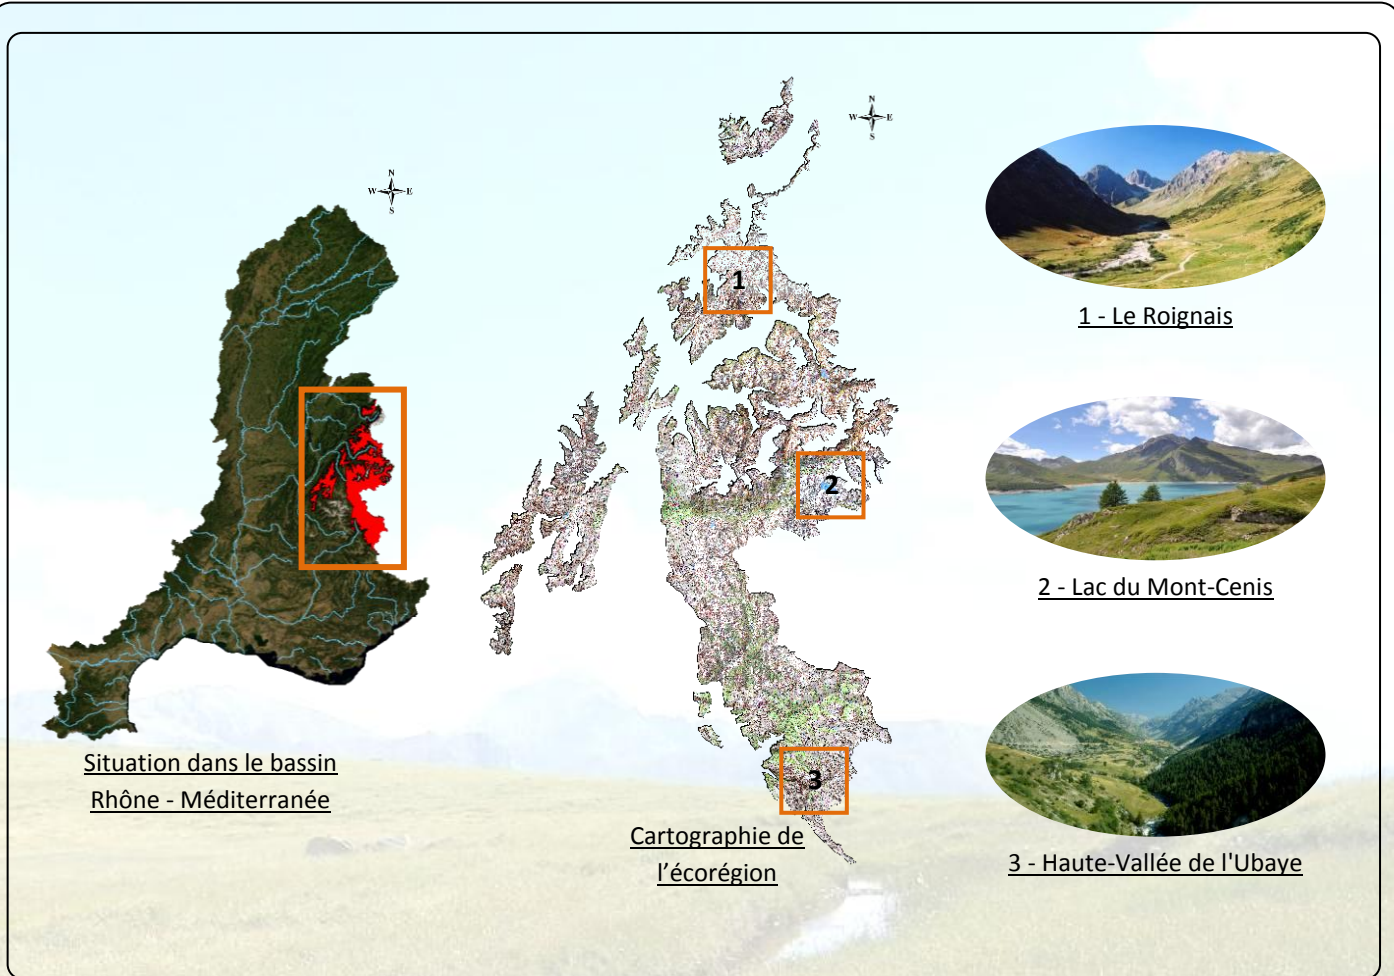 N
W E
S
N
W E
S
1
2
3
1 - Le Roignais
2 - Lac du Mont-Cenis
3 - Haute-Vallée de l'Ubaye
Situation dans le bassin
Rhône - Méditerranée
Cartographie de
l’écorégion